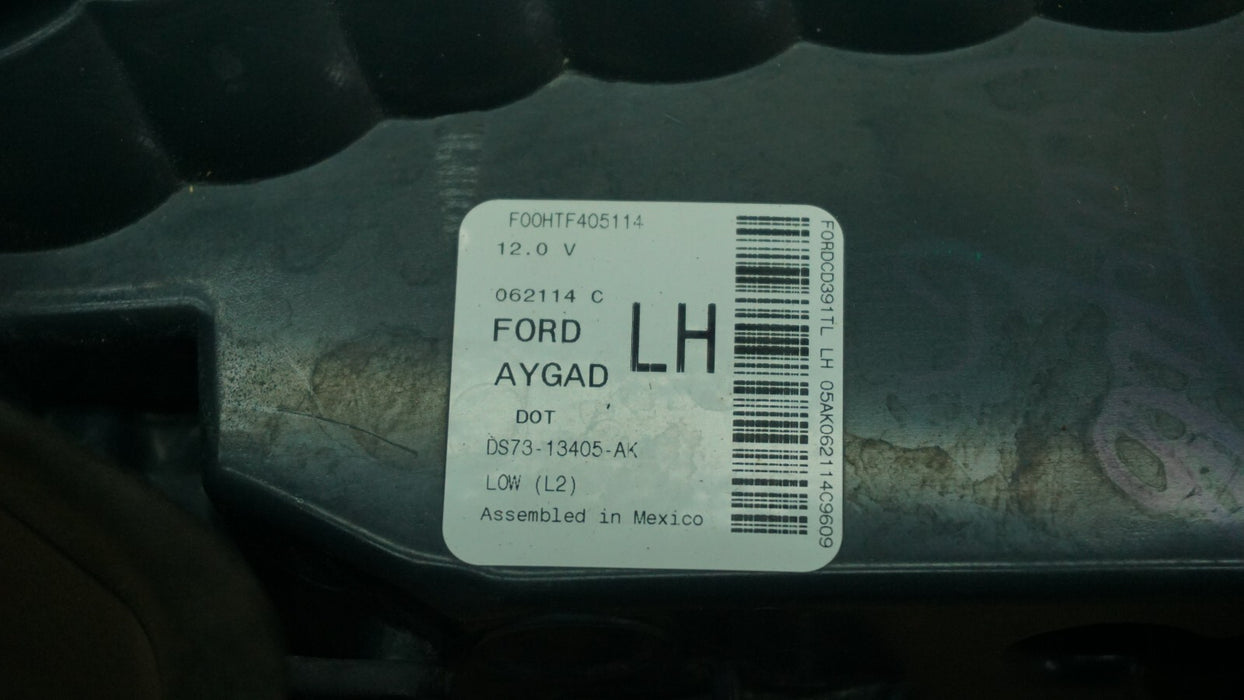 F00HTF405114
12.0 V
062114 C
FORD
LH
AYGAD
DOT
DS73-13405-AK
LOW (L2)
Assembled in Mexico
FORDCD391TL LH 05AK062114C9609